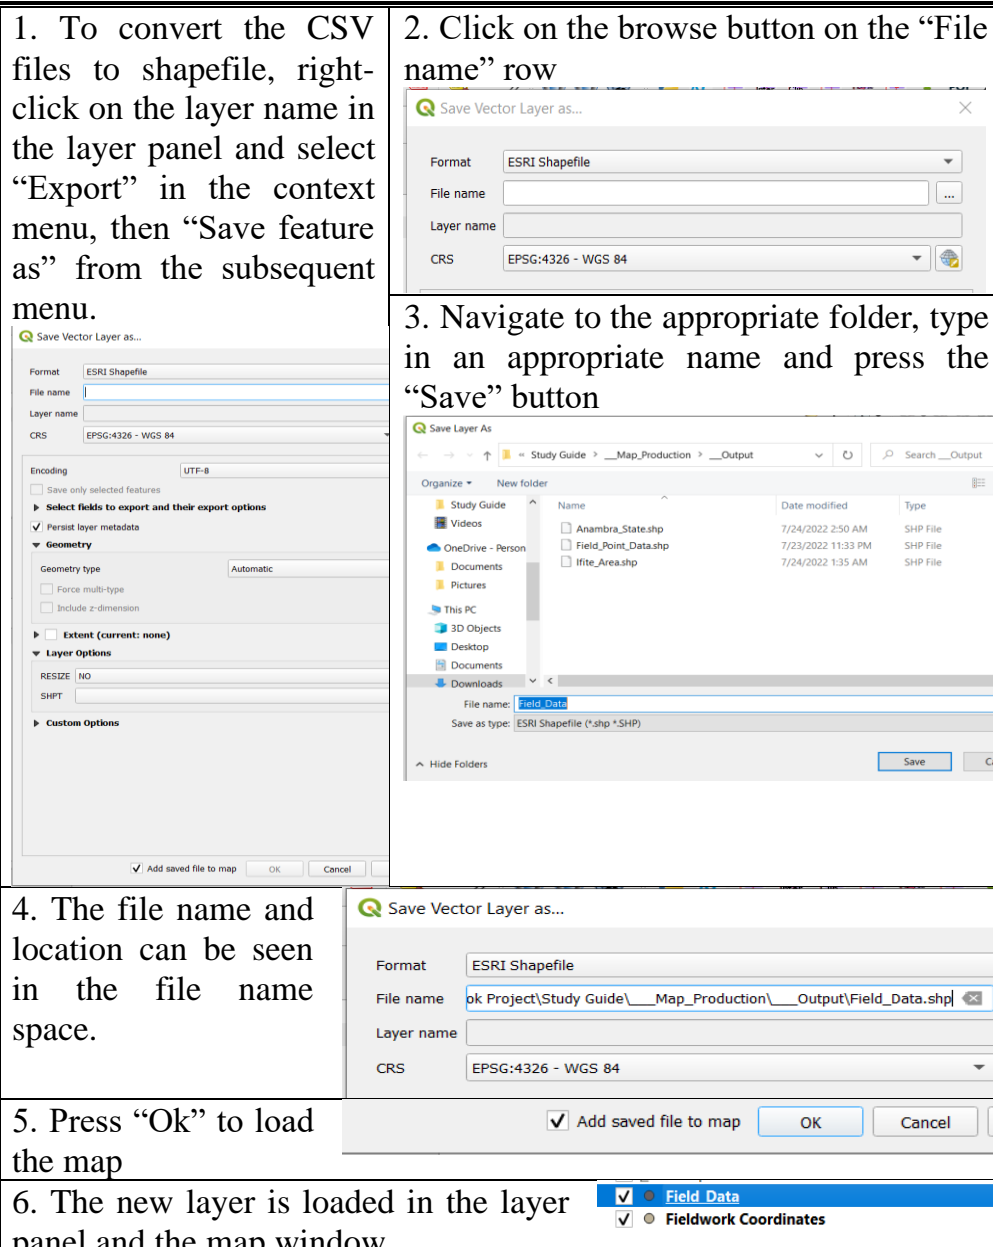 1. To convert the CSV
files to shapefile, right-
click on the layer name in
the layer panel and select
“Export” in the context
menu, then “Save feature
as” from the subsequent
menu.
Save Vector Layer as...
Format ESRI Shapefile
File name
Layer name
CRS EPSG:4326 - WGS 84
Encoding UTF-8
Save only selected features
Select fields to export and their export options
Persist layer metadata
Geometry
Geometry type Automatic
Force multi-type
Include z-dimension
Extent (current: none)
Layer Options
RESIZE NO
SHPT
Custom Options
Add saved file to map OK Cancel
2. Click on the browse button on the “File
name” row
Save Vector Layer as...
Format ESRI Shapefile
File name ...
Layer name
CRS EPSG:4326 - WGS 84
3. Navigate to the appropriate folder, type
in an appropriate name and press the
“Save” button
Save Layer As
« Study Guide > __Map_Production > __Output Search __Output
Organize New folder
Study Guide
Videos
OneDrive - Person
Documents
Pictures
This PC
3D Objects
Desktop
Documents
Downloads
Name Date modified Type
Anambra_State.shp 7/24/2022 2:50 AM SHP File
Field_Point_Data.shp 7/23/2022 11:33 PM SHP File
Ifite_Area.shp 7/24/2022 1:35 AM SHP File
File name: Field_Data
Save as type: ESRI Shapefile (*.shp *.SHP)
Hide Folders Save
4. The file name and
location can be seen
in the file name
space.
Save Vector Layer as...
Format ESRI Shapefile
File name ok Project\Study Guide\___Map_Production\___Output\Field_Data.shp
Layer name
CRS EPSG:4326 - WGS 84
5. Press “Ok” to load
the map
Add saved file to map OK Cancel
6. The new layer is loaded in the layer
panel and the map window
Field_Data
Fieldwork Coordinates